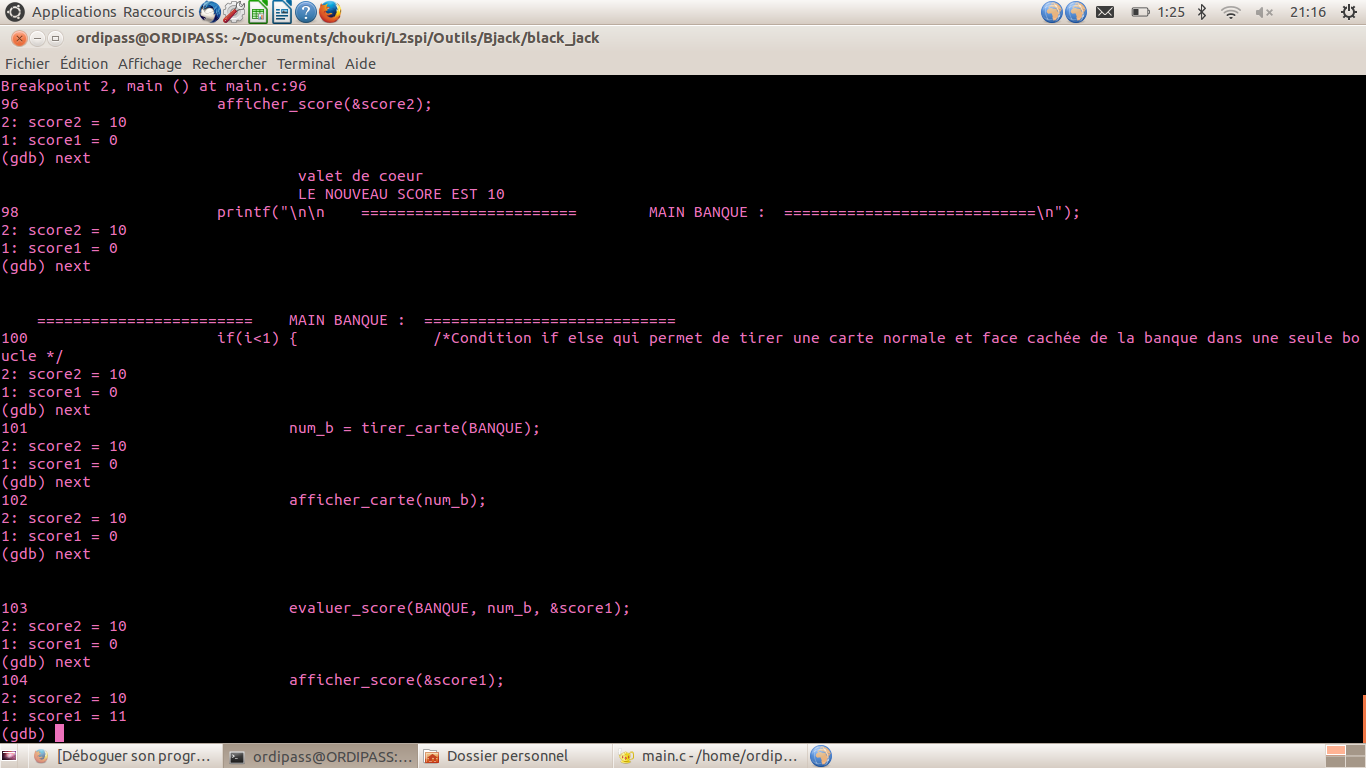 Applications Raccourcis 1:25 21:16
ordipass@ORDIPASS: ~/Documents/choukri/L2spi/Outils/Bjack/black_jack
Fichier Édition Affichage Rechercher Terminal Aide
Breakpoint 2, main () at main.c:96
96 afficher_score(&score2);
2: score2 = 10
1: score1 = 0
(gdb) next
valet de coeur
LE NOUVEAU SCORE EST 10
98 printf("\n\n ======================== MAIN BANQUE : ============================\n");
2: score2 = 10
1: score1 = 0
(gdb) next
======================== MAIN BANQUE : ============================
100 if(i<1) { /*Condition if else qui permet de tirer une carte normale et face cachée de la banque dans une seule bo
ucle */
2: score2 = 10
1: score1 = 0
(gdb) next
101 num_b = tirer_carte(BANQUE);
2: score2 = 10
1: score1 = 0
(gdb) next
102 afficher_carte(num_b);
2: score2 = 10
1: score1 = 0
(gdb) next
103 evaluer_score(BANQUE, num_b, &score1);
2: score2 = 10
1: score1 = 0
(gdb) next
104 afficher_score(&score1);
2: score2 = 10
1: score1 = 11
(gdb)
[Déboguer son progr... ordipass@ORDIPASS:... Dossier personnel main.c - /home/ordip...